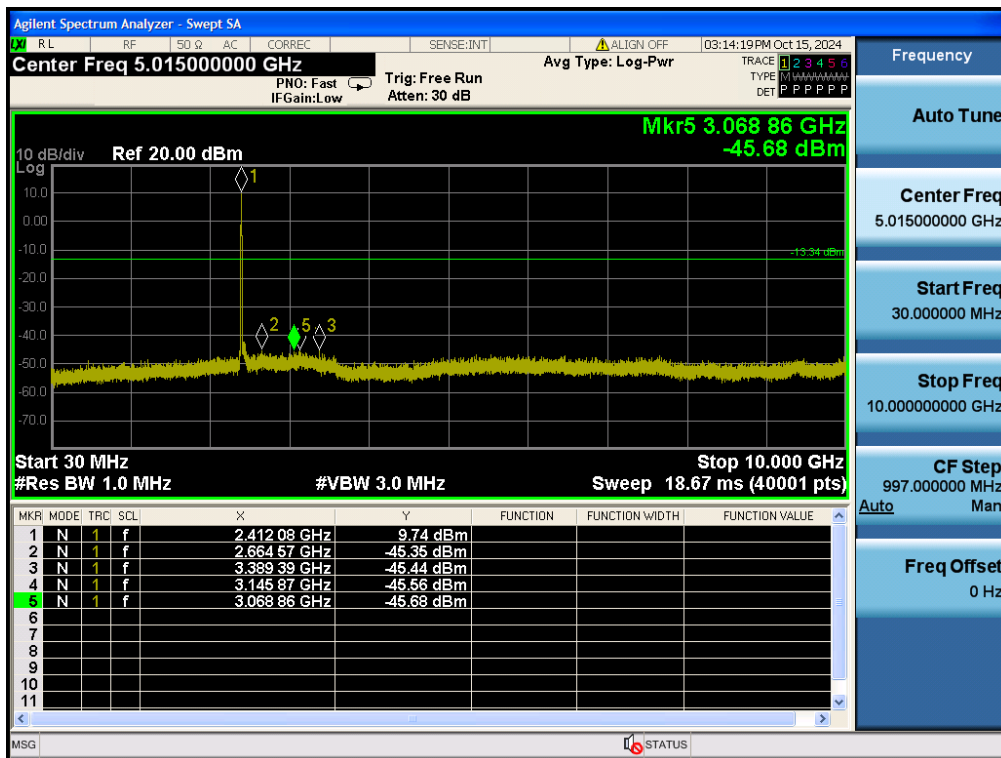 Agilent Spectrum Analyzer - Swept SA
LXI RL RF 50 Ω AC CORREC SENSE:INT ALIGN OFF 03:14:19 PM Oct 15, 2024
Center Freq 5.015000000 GHz
PNO: Fast
IFGain:Low
Trig: Free Run
Atten: 30 dB
Avg Type: Log-Pwr
TRACE 1 2 3 4 5 6
TYPE M
DET P P P P P P
Mkr5 3.068 86 GHz
-45.68 dBm
10 dB/div Ref 20.00 dBm
Log
10.0
0.00
-10.0
-20.0
-30.0
-40.0
-50.0
-60.0
-70.0
1
-13.34 dBm
2
5
3
Start 30 MHz Stop 10.000 GHz
#Res BW 1.0 MHz #VBW 3.0 MHz Sweep 18.67 ms (40001 pts)
MKR MODE TRC SCL X Y FUNCTION FUNCTION WIDTH FUNCTION VALUE
1 N 1 f 2.412 08 GHz 9.74 dBm
2 N 1 f 2.664 57 GHz -45.35 dBm
3 N 1 f 3.389 39 GHz -45.44 dBm
4 N 1 f 3.145 87 GHz -45.56 dBm
5 N 1 f 3.068 86 GHz -45.68 dBm
6
7
8
9
10
11
MSG STATUS
Frequency
Auto Tune
Center Freq
5.015000000 GHz
Start Freq
30.000000 MHz
Stop Freq
10.000000000 GHz
CF Step
997.000000 MHz
Auto Man
Freq Offset
0 Hz